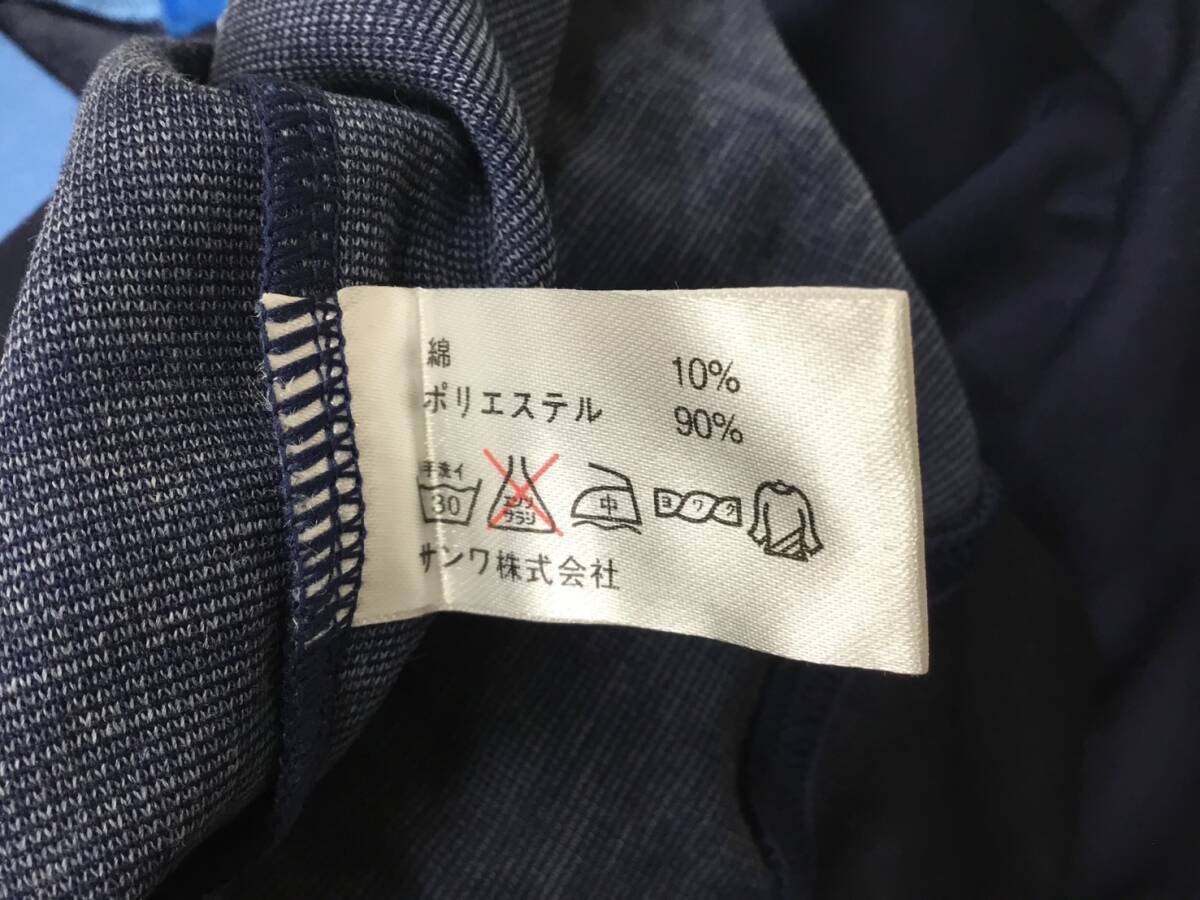 綿 10%
ポリエステル 90%
手洗イ
30
エンソ
サラシ
中
ヨワク
サンワ株式会社